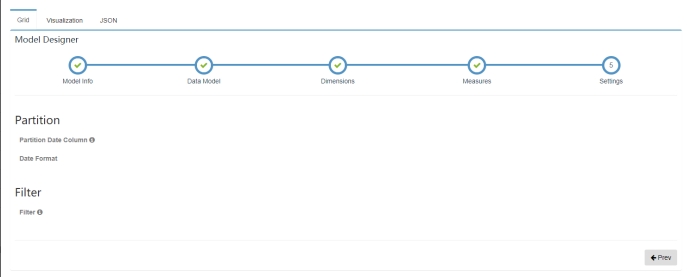 Grid Visualization JSON
Model Designer
5
Model Info Data Model Dimensions Measures Settings
Partition
Partition Date Column
Date Format
Filter
Filter
Prev